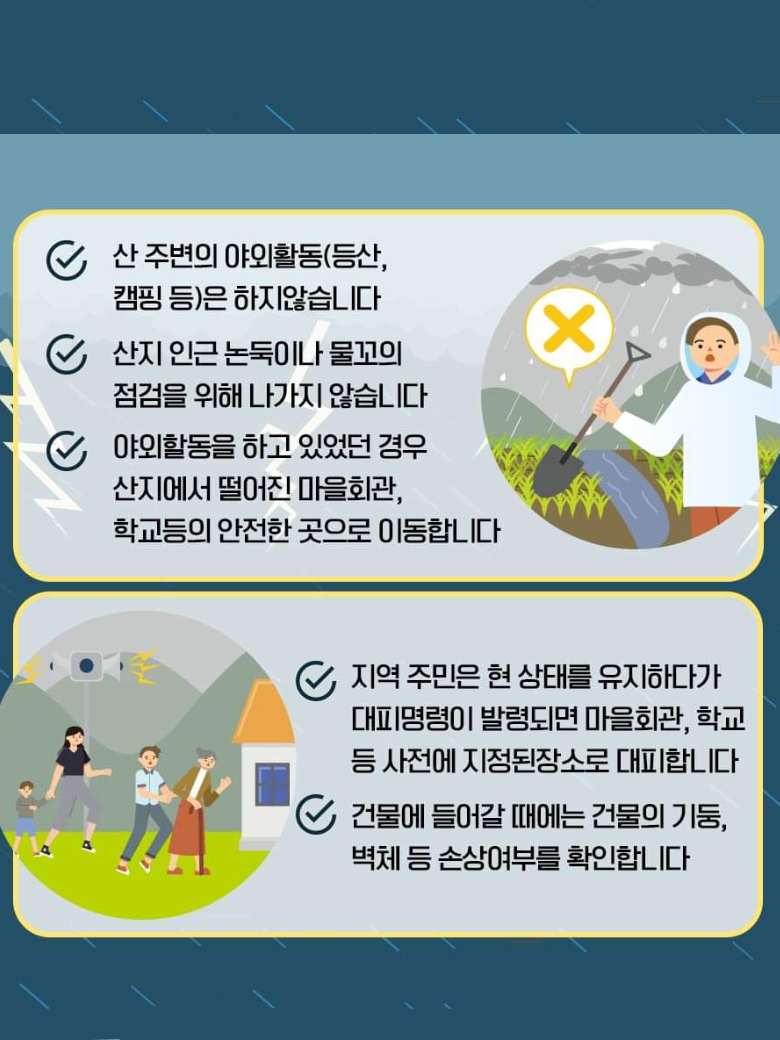 산 주변의 야외활동(등산,
캠핑 등)은 하지않습니다
산지 인근 논둑이나 물꼬의
점검을 위해 나가지 않습니다
야외할동을 하고 있었던 경우
산지에서 떨어진 마을회관,
학교등의 안전한 곳으로 이동합니다
지역 주민은 현 상태를 유지하다가
대피명령이 발령되면 마을회관, 학교
등 사전에 지정된장소로 대피합니다
건물에 들어갈 때에는 건물의 기둥,
벽체 등 손상여부를 확인합니다